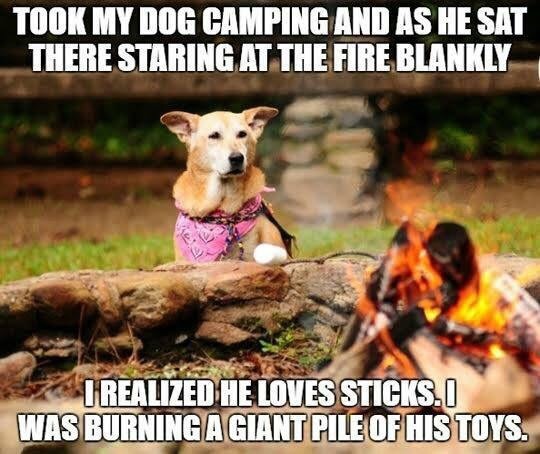 TOOK MY DOG CAMPING AND AS HE SAT
THERE STARING AT THE FIRE BLANKLY
I REALIZED HE LOVES STICKS. I
WAS BURNING A GIANT PILE OF HIS TOYS.